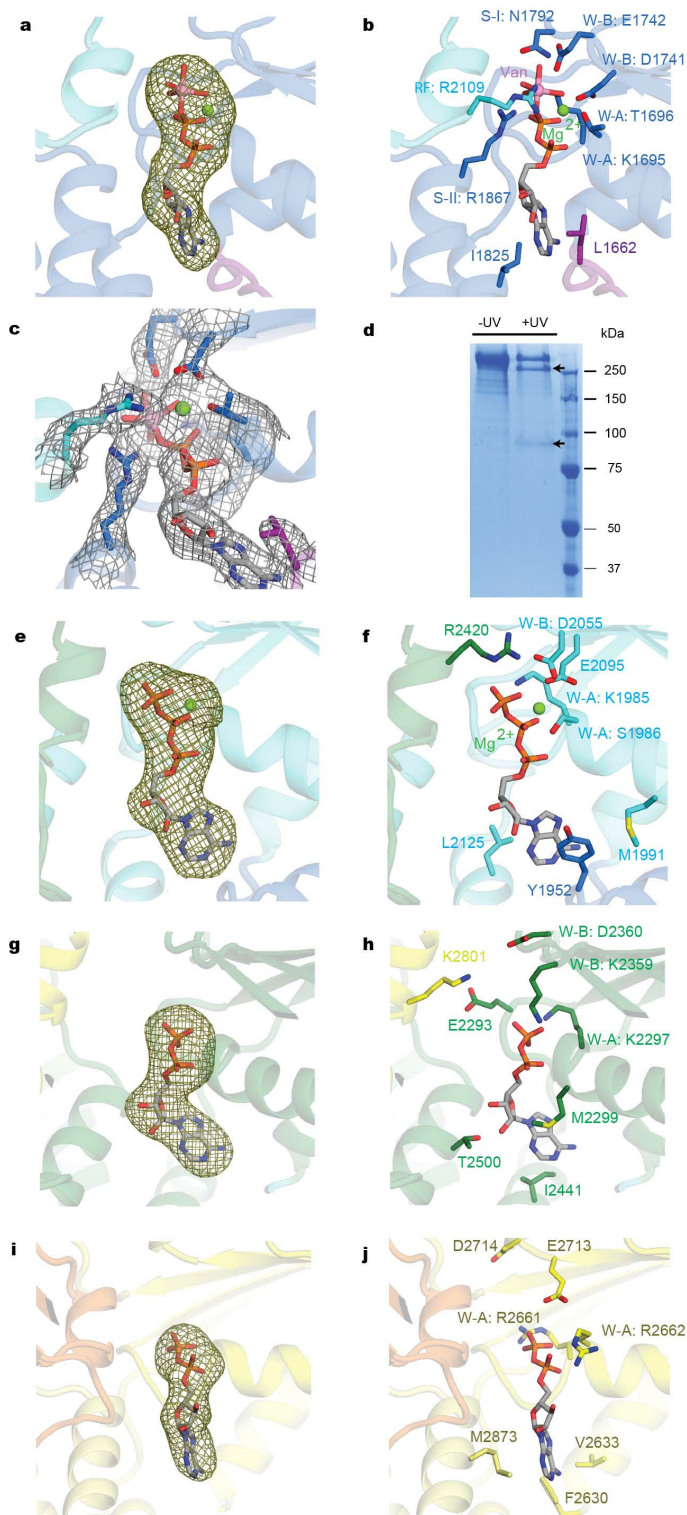 a
b
S-I: N1792
W-B: E1742
W-B: D1741
Van
RF: R2109
W-A: T1696
Mg2+
W-A: K1695
S-II: R1867
I1825
L1662
c
d
-UV +UV
kDa
250
150
100
75
50
37
e
f
R2420
W-B: D2055
E2095
W-A: K1985
W-A: S1986
Mg2+
L2125
M1991
Y1952
g
h
W-B: D2360
K2801
W-B: K2359
E2293
W-A: K2297
M2299
T2500
I2441
i
j
D2714
E2713
W-A: R2661
W-A: R2662
M2873
V2633
F2630